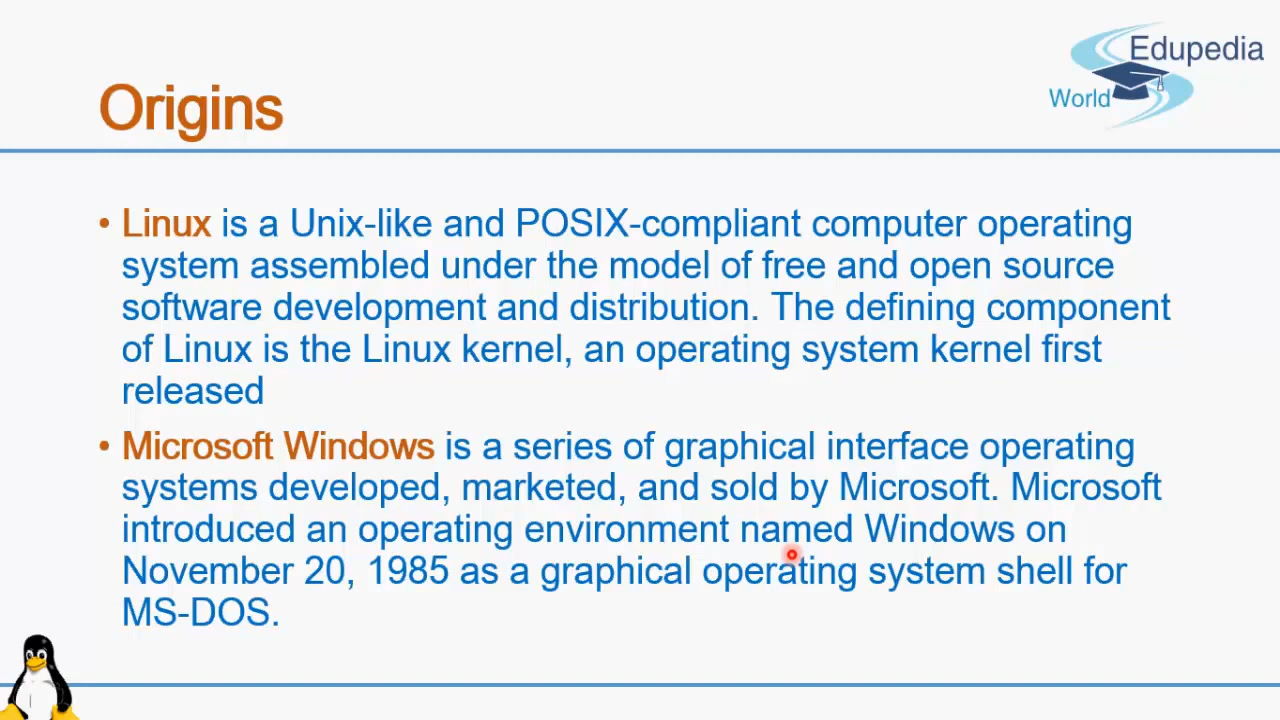 Edupedia
World
Origins
• Linux is a Unix-like and POSIX-compliant computer operating
system assembled under the model of free and open source
software development and distribution. The defining component
of Linux is the Linux kernel, an operating system kernel first
released
• Microsoft Windows is a series of graphical interface operating
systems developed, marketed, and sold by Microsoft. Microsoft
introduced an operating environment named Windows on
November 20, 1985 as a graphical operating system shell for
MS-DOS.